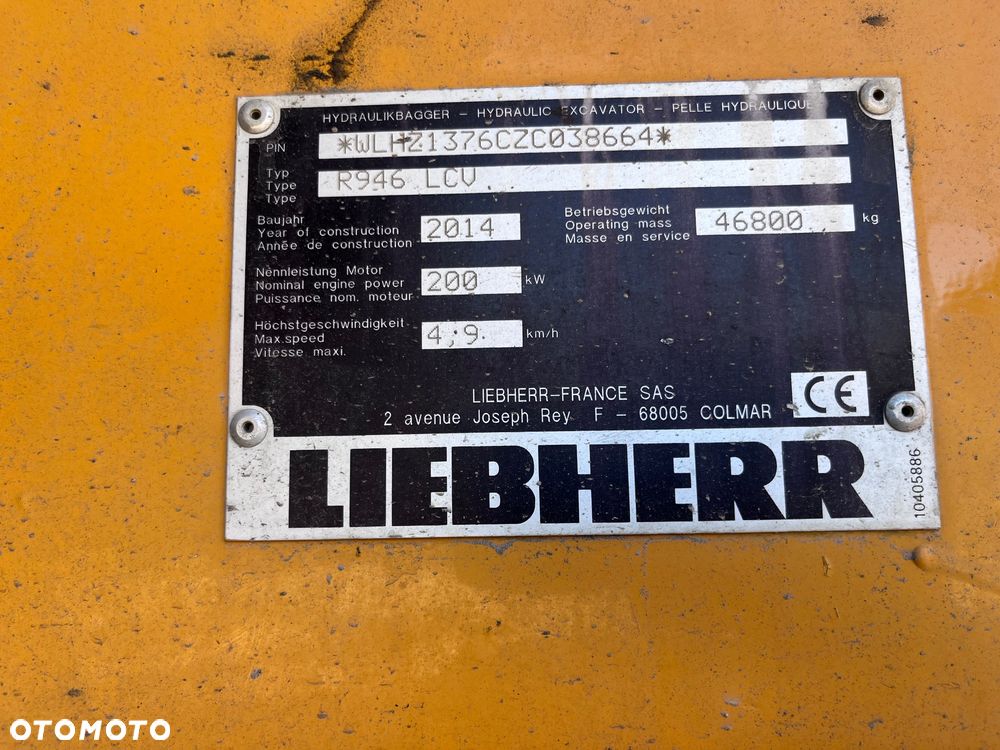 HYDRAULIKBAGGER - HYDRAULIC EXCAVATOR - PELLE HYDRAULIQUE
PIN *WLHZ1376CZC038664*
Typ
Type
Type
R946 LCV
Baujahr
Year of construction
Année de construction
2014
Betriebsgewicht
Operating mass
Masse en service
46800 kg
Nennleistung Motor
Nominal engine power
Puissance nom. moteur
200 kW
Höchstgeschwindigkeit
Max.speed
Vitesse maxi.
4,9 km/h
LIEBHERR-FRANCE SAS
2 avenue Joseph Rey F - 68005 COLMAR
CE
LIEBHERR
10405886
OTOMOTO